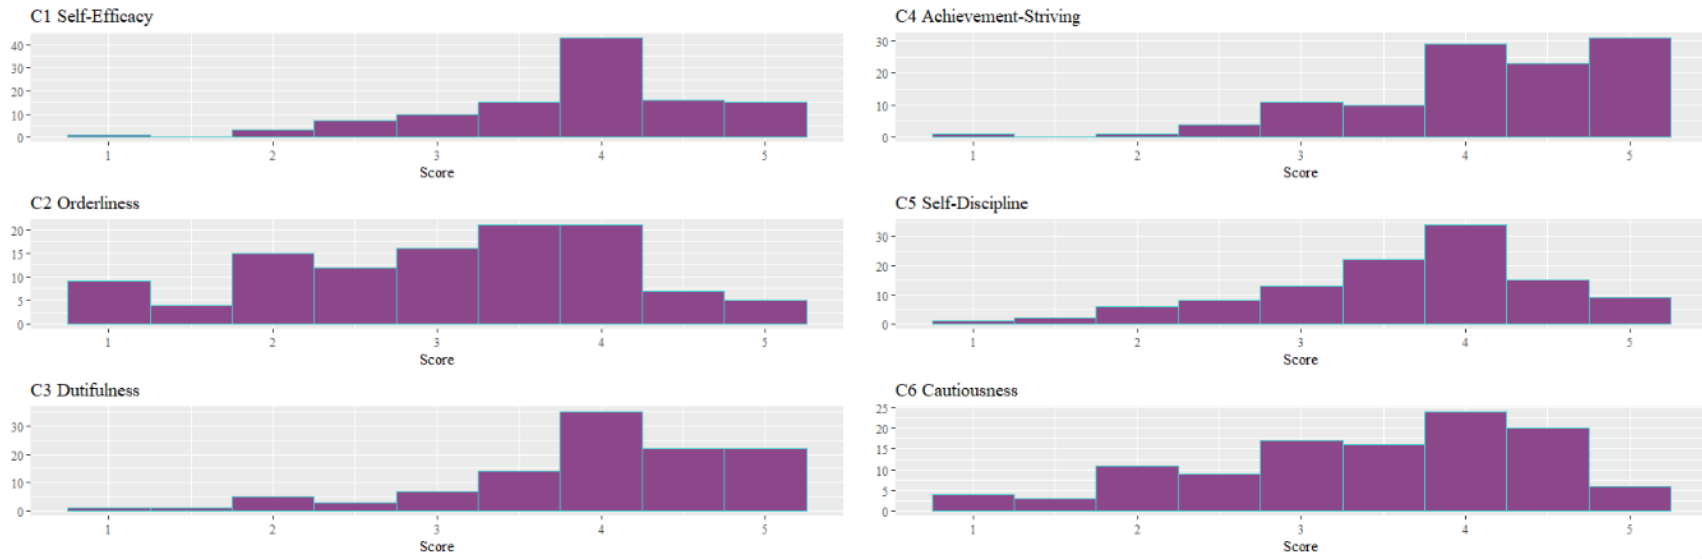 C1 Self-Efficacy
40
30
20
10
0
1 2 3 4 5
Score
C2 Orderliness
20
15
10
5
0
1 2 3 4 5
Score
C3 Dutifulness
30
20
10
0
1 2 3 4 5
Score
C4 Achievement-Striving
30
20
10
0
1 2 3 4 5
Score
C5 Self-Discipline
30
20
10
0
1 2 3 4 5
Score
C6 Cautiousness
25
20
15
10
5
0
1 2 3 4 5
Score